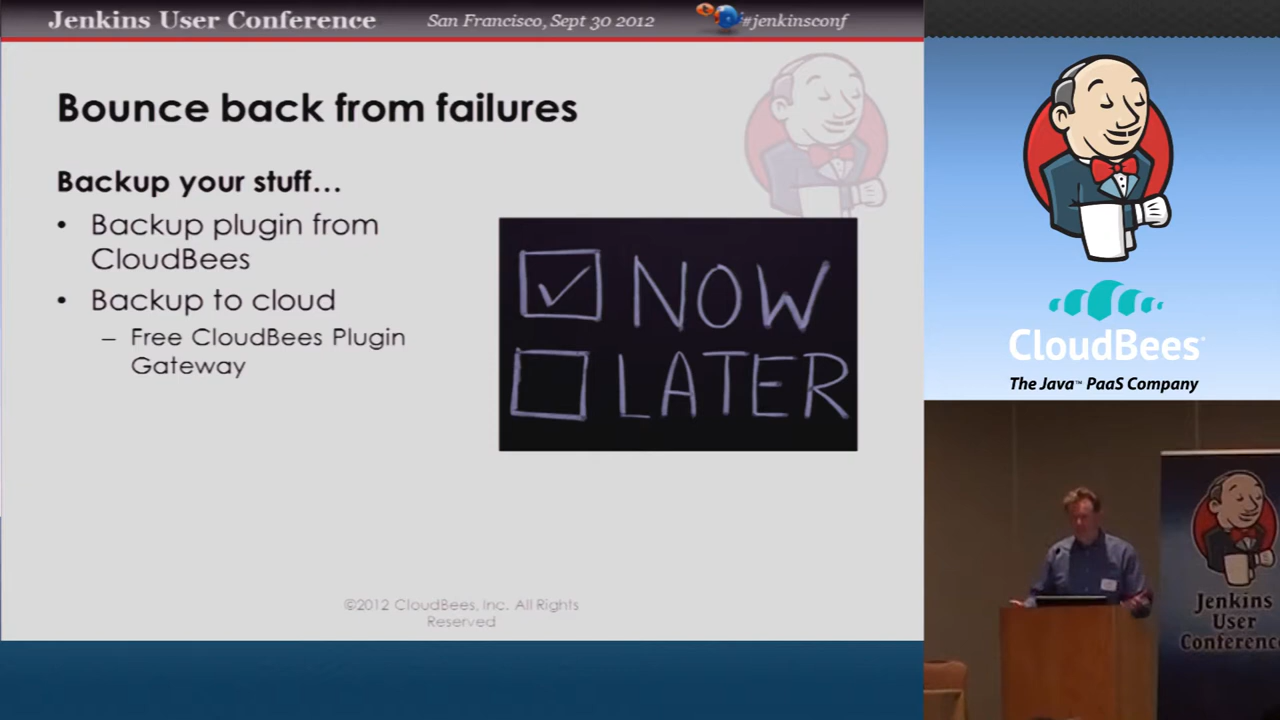 Jenkins User Conference
San Francisco, Sept 30 2012
#jenkinsconf
Bounce back from failures
Backup your stuff...
• Backup plugin from
CloudBees
• Backup to cloud
– Free CloudBees Plugin
Gateway
NOW
LATER
©2012 CloudBees, Inc. All Rights
Reserved
CloudBees
The Java™ PaaS Company
Jenkins
User
Conference